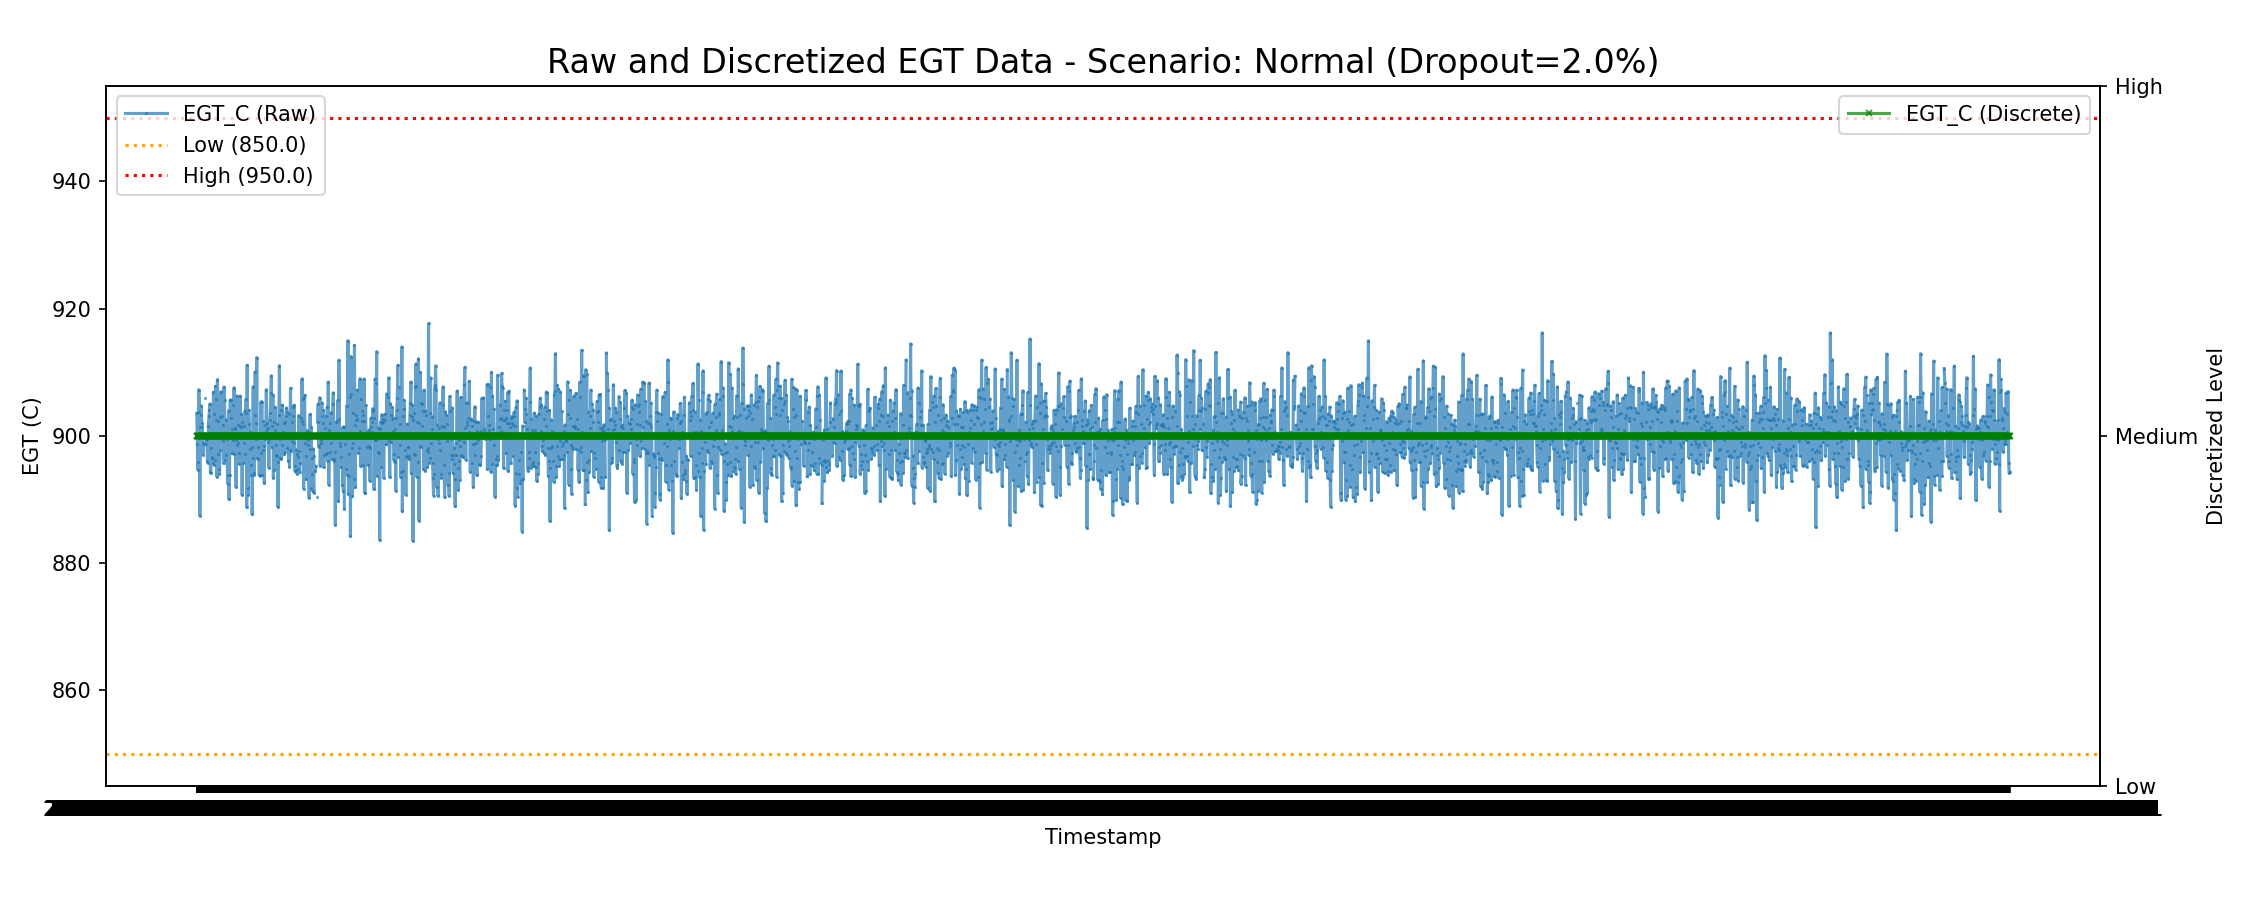 Raw and Discretized EGT Data - Scenario: Normal (Dropout=2.0%)
EGT_C (Raw)
Low (850.0)
High (950.0)
EGT_C (Discrete)
940
920
900
880
860
EGT (C)
High
Medium
Low
Discretized Level
Timestamp